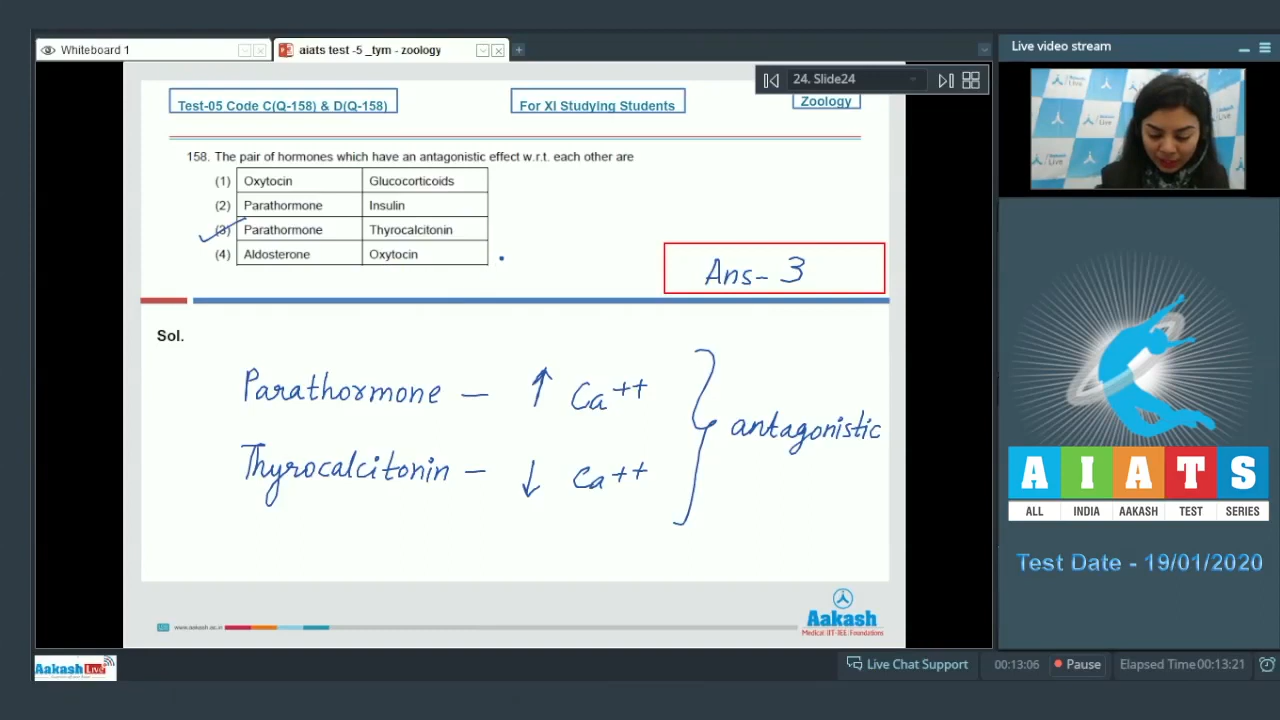 Whiteboard 1
aiats test -5 _tym - zoology
Live video stream
24. Slide24
Test-05 Code C(Q-158) & D(Q-158)
For XI Studying Students
Zoology
158. The pair of hormones which have an antagonistic effect w.r.t. each other are
(1) Oxytocin Glucocorticoids
(2) Parathormone Insulin
(3) Parathormone Thyrocalcitonin
(4) Aldosterone Oxytocin
Ans- 3
Sol.
Parathormone — ↑ Ca++
Thyrocalcitonin — ↓ Ca++
antagonistic
A I A T S
ALL INDIA AAKASH TEST SERIES
Test Date - 19/01/2020
www.aakash.ac.in
Aakash
Medical|IIT-JEE|Foundations
Aakash Live
Live Chat Support
00:13:06
Pause
Elapsed Time 00:13:21